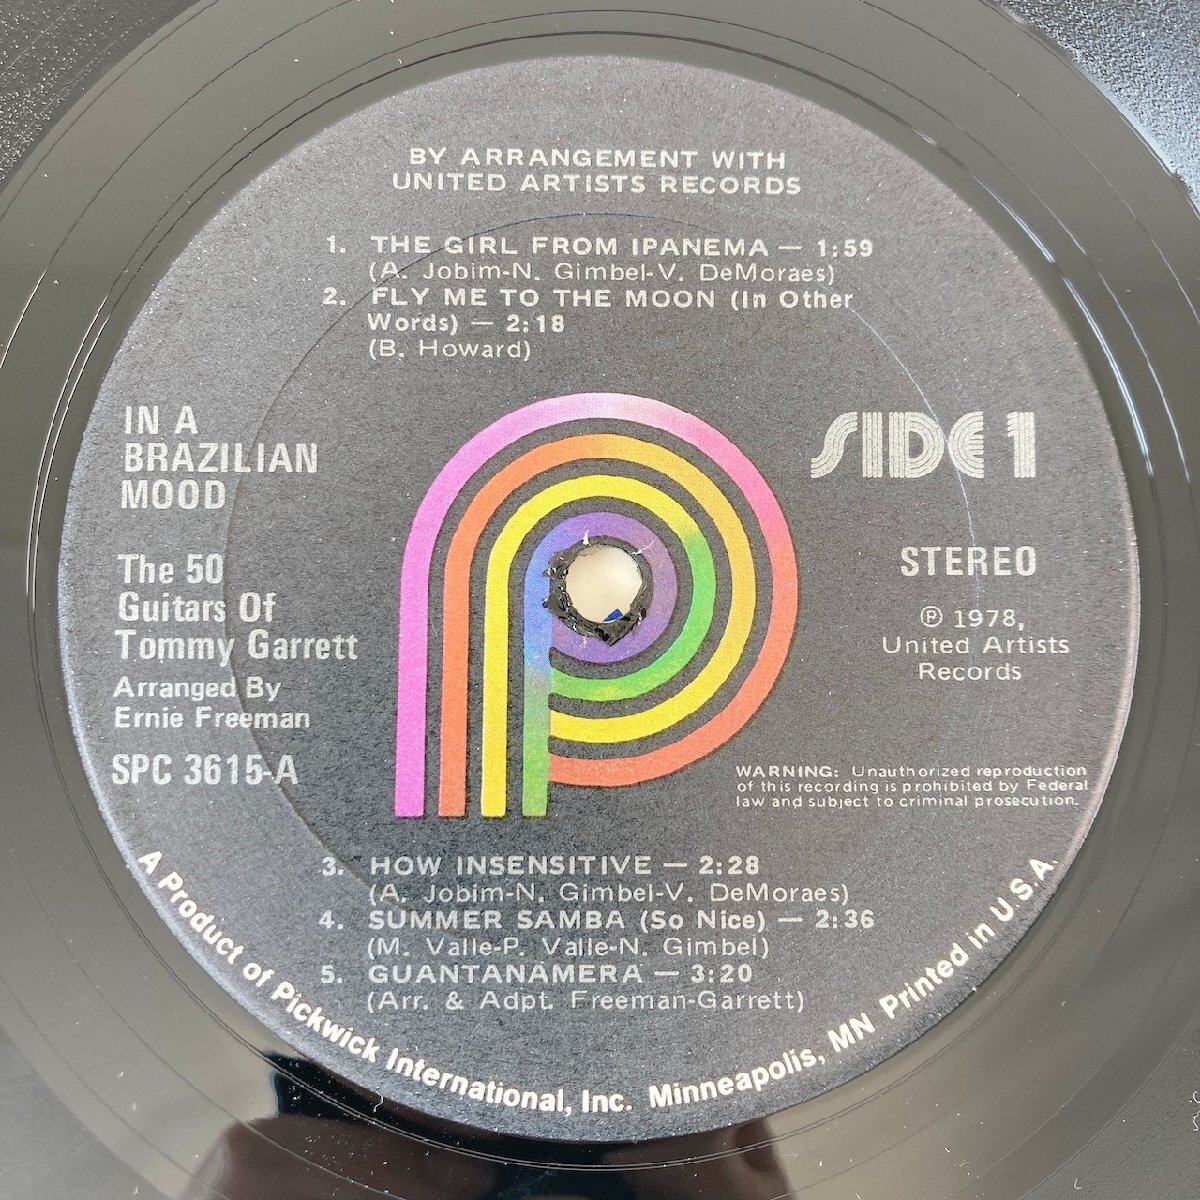 BY ARRANGEMENT WITH
UNITED ARTISTS RECORDS
1. THE GIRL FROM IPANEMA — 1:59
(A. Jobim-N. Gimbel-V. DeMoraes)
2. FLY ME TO THE MOON (In Other
Words) — 2:18
(B. Howard)
IN A
BRAZILIAN
MOOD
The 50
Guitars Of
Tommy Garrett
Arranged By
Ernie Freeman
SPC 3615-A
SIDE 1
STEREO
℗ 1978,
United Artists
Records
WARNING: Unauthorized reproduction
of this recording is prohibited by Federal
law and subject to criminal prosecution.
3. HOW INSENSITIVE — 2:28
(A. Jobim-N. Gimbel-V. DeMoraes)
4. SUMMER SAMBA (So Nice) — 2:36
(M. Valle-P. Valle-N. Gimbel)
5. GUANTANAMERA — 3:20
(Arr. & Adpt. Freeman-Garrett)
A Product of Pickwick International, Inc. Minneapolis, MN Printed in U.S.A.